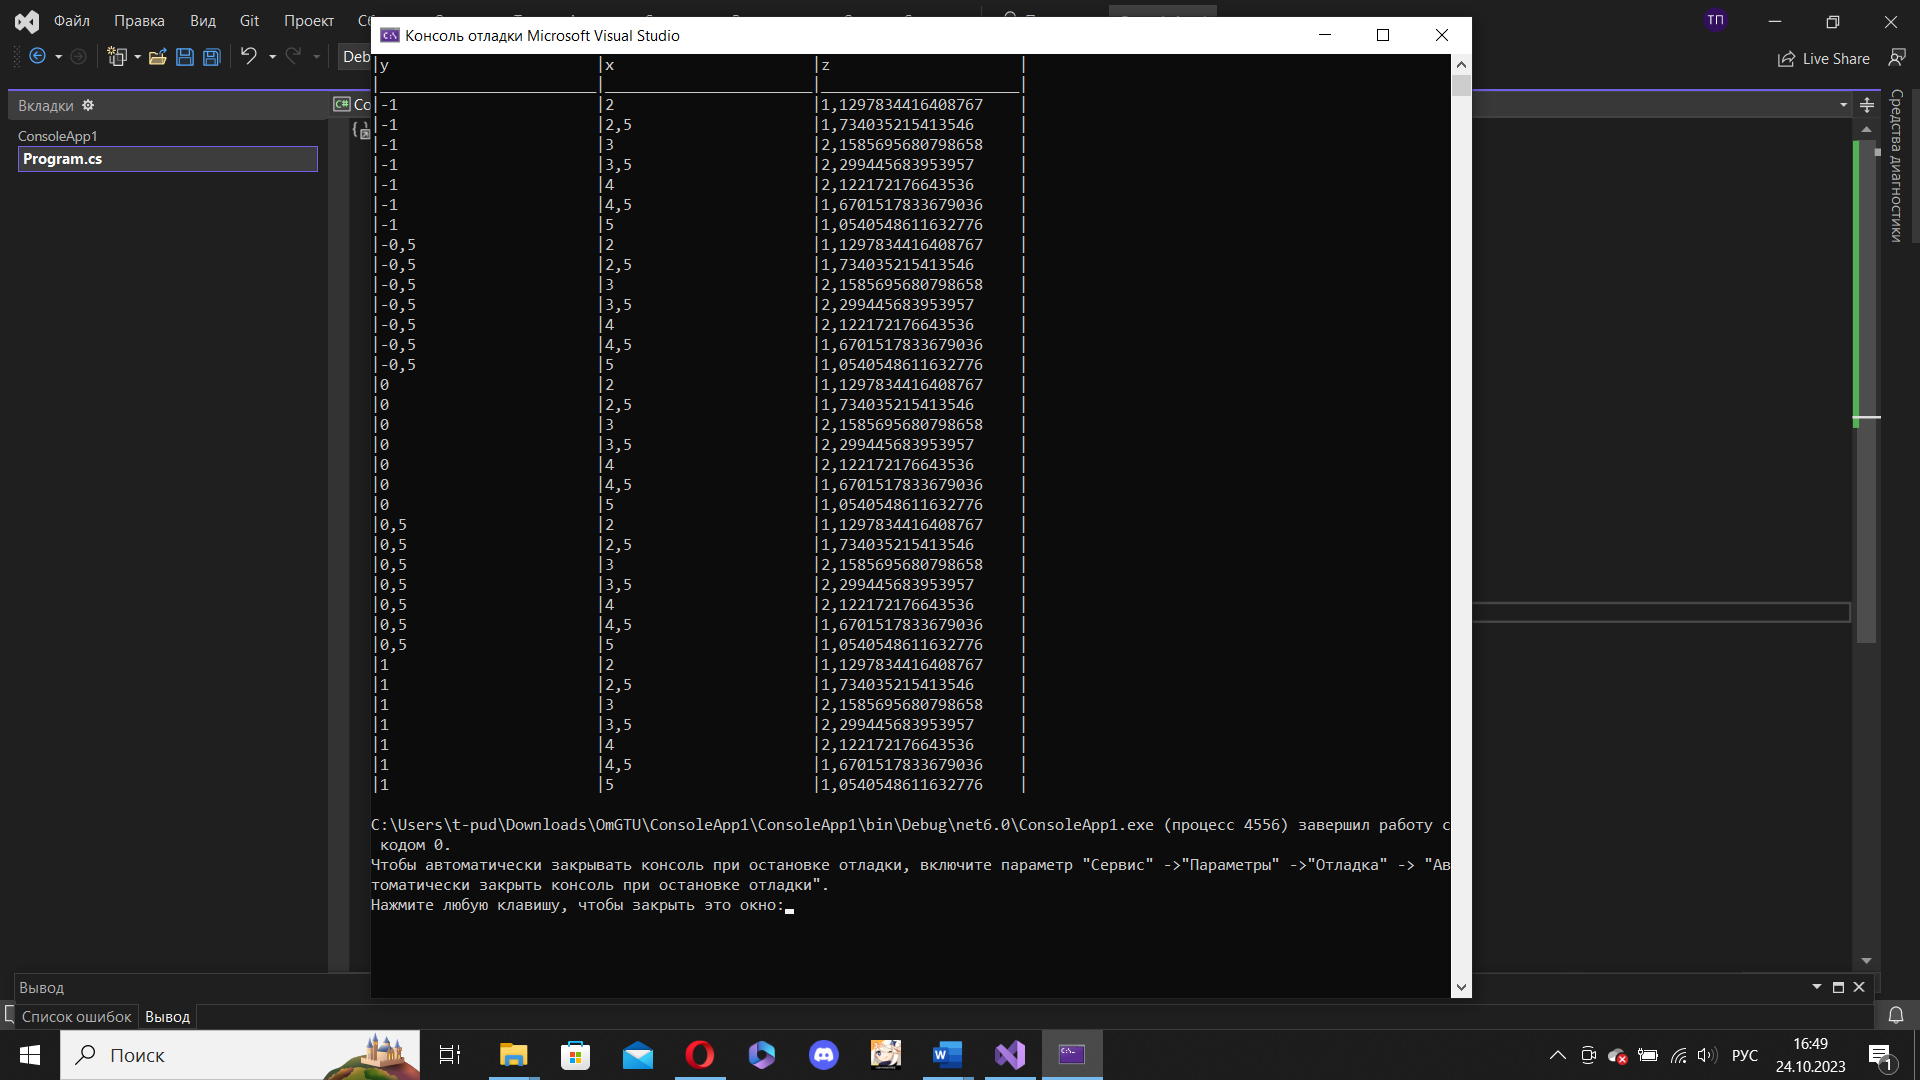 Файл Правка Вид Git Проект
Консоль отладки Microsoft Visual Studio
ТП
Deb
Live Share
Вкладки
C# Co
ConsoleApp1
Program.cs
Средства диагностики
|y |x |z |
|-1 |2 |1,1297834416408767 |
|-1 |2,5 |1,734035215413546 |
|-1 |3 |2,1585695680798658 |
|-1 |3,5 |2,299445683953957 |
|-1 |4 |2,122172176643536 |
|-1 |4,5 |1,6701517833679036 |
|-1 |5 |1,0540548611632776 |
|-0,5 |2 |1,1297834416408767 |
|-0,5 |2,5 |1,734035215413546 |
|-0,5 |3 |2,1585695680798658 |
|-0,5 |3,5 |2,299445683953957 |
|-0,5 |4 |2,122172176643536 |
|-0,5 |4,5 |1,6701517833679036 |
|-0,5 |5 |1,0540548611632776 |
|0 |2 |1,1297834416408767 |
|0 |2,5 |1,734035215413546 |
|0 |3 |2,1585695680798658 |
|0 |3,5 |2,299445683953957 |
|0 |4 |2,122172176643536 |
|0 |4,5 |1,6701517833679036 |
|0 |5 |1,0540548611632776 |
|0,5 |2 |1,1297834416408767 |
|0,5 |2,5 |1,734035215413546 |
|0,5 |3 |2,1585695680798658 |
|0,5 |3,5 |2,299445683953957 |
|0,5 |4 |2,122172176643536 |
|0,5 |4,5 |1,6701517833679036 |
|0,5 |5 |1,0540548611632776 |
|1 |2 |1,1297834416408767 |
|1 |2,5 |1,734035215413546 |
|1 |3 |2,1585695680798658 |
|1 |3,5 |2,299445683953957 |
|1 |4 |2,122172176643536 |
|1 |4,5 |1,6701517833679036 |
|1 |5 |1,0540548611632776 |
C:\Users\t-pud\Downloads\OmGTU\ConsoleApp1\ConsoleApp1\bin\Debug\net6.0\ConsoleApp1.exe (процесс 4556) завершил работу с
кодом 0.
Чтобы автоматически закрывать консоль при остановке отладки, включите параметр "Сервис" ->"Параметры" ->"Отладка" -> "Ав
томатически закрыть консоль при остановке отладки".
Нажмите любую клавишу, чтобы закрыть это окно:
Вывод
Список ошибок Вывод
Поиск
РУС
16:49
24.10.2023
1